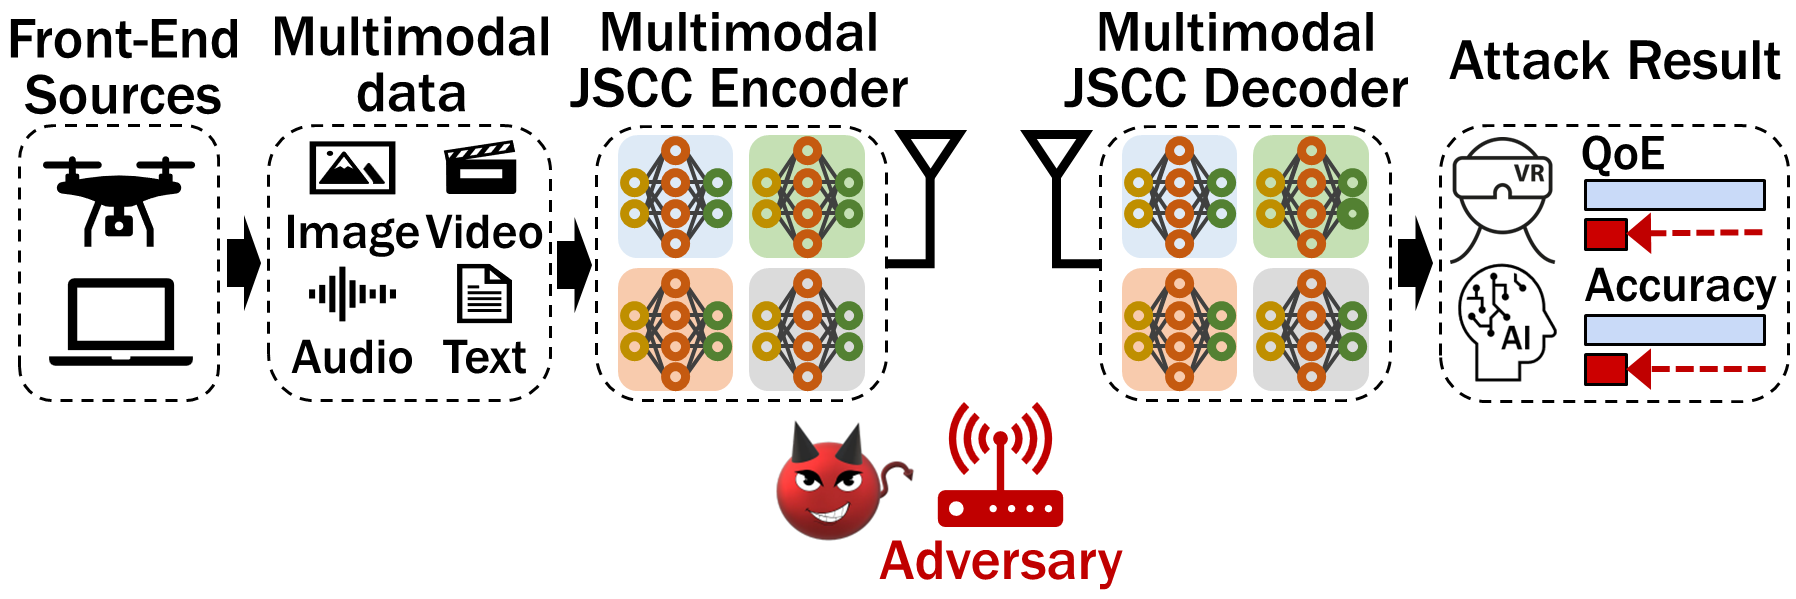 Front-End
Sources
Multimodal
data
Multimodal
JSCC Encoder
Multimodal
JSCC Decoder
Attack Result
Image
Video
Audio
Text
VR
QoE
AI
Accuracy
Adversary